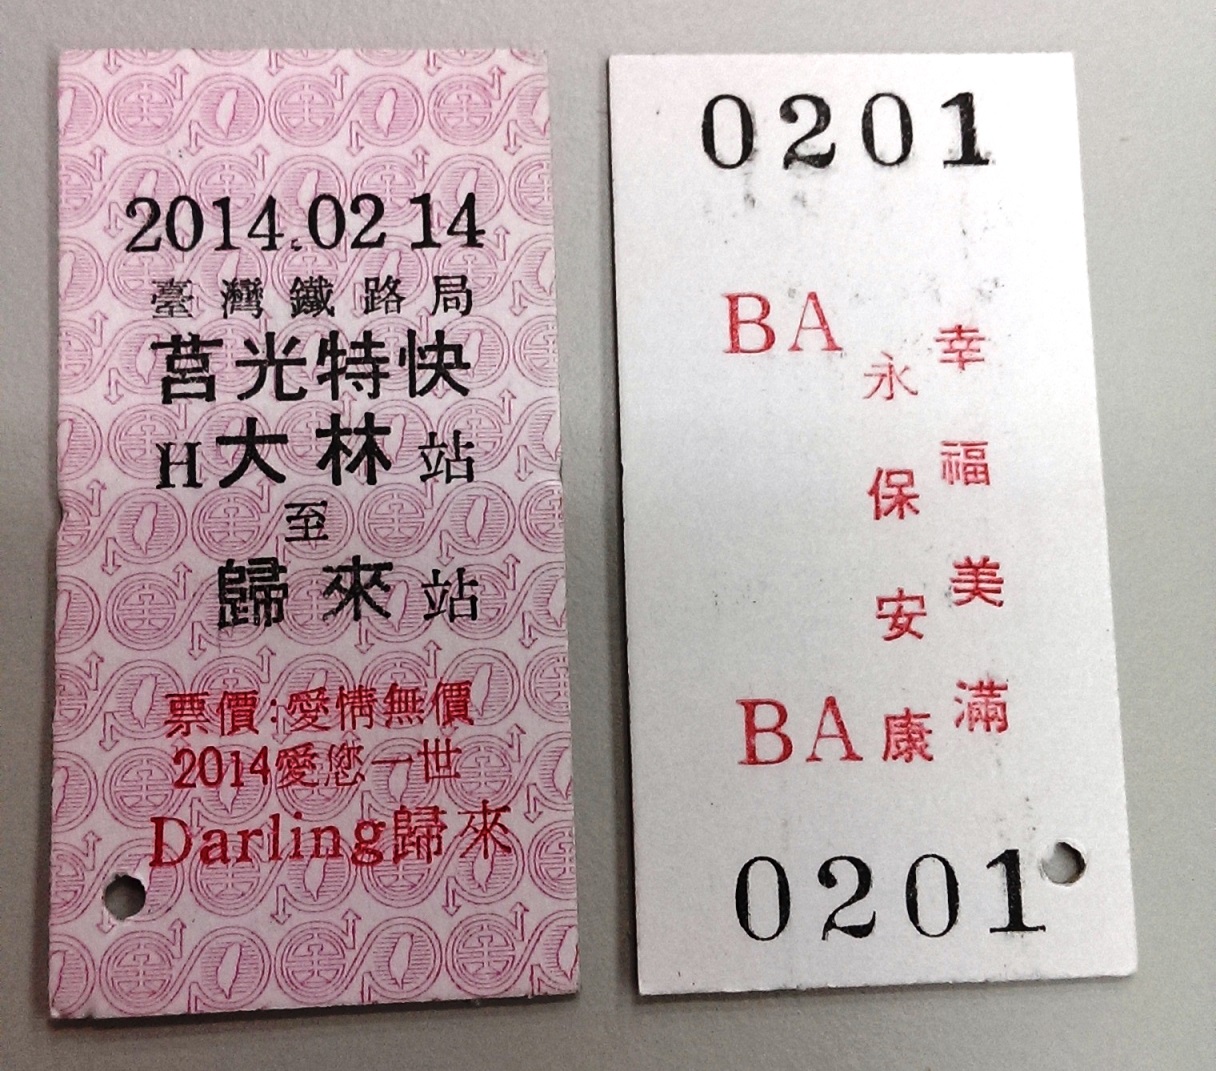 2014.02.14
臺灣鐵路局
莒光特快
H大林站
至
歸來站
票價:愛情無價
2014愛您一世
Darling歸來
0201
BA
幸福美滿
永保安康
BA
0201